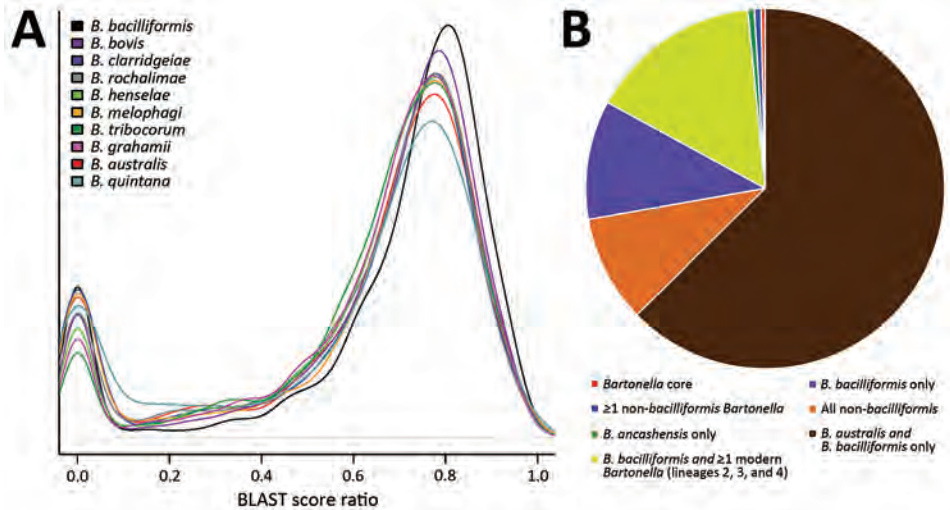 A
B. bacilliformis
B. bovis
B. clarridgeiae
B. rochalimae
B. henselae
B. melophagi
B. tribocorum
B. grahamii
B. australis
B. quintana
0.0 0.2 0.4 0.6 0.8 1.0
BLAST score ratio
B
Bartonella core
≥1 non-bacilliformis Bartonella
B. ancashensis only
B. bacilliformis and ≥1 modern
Bartonella (lineages 2, 3, and 4)
B. bacilliformis only
All non-bacilliformis
B. australis and
B. bacilliformis only